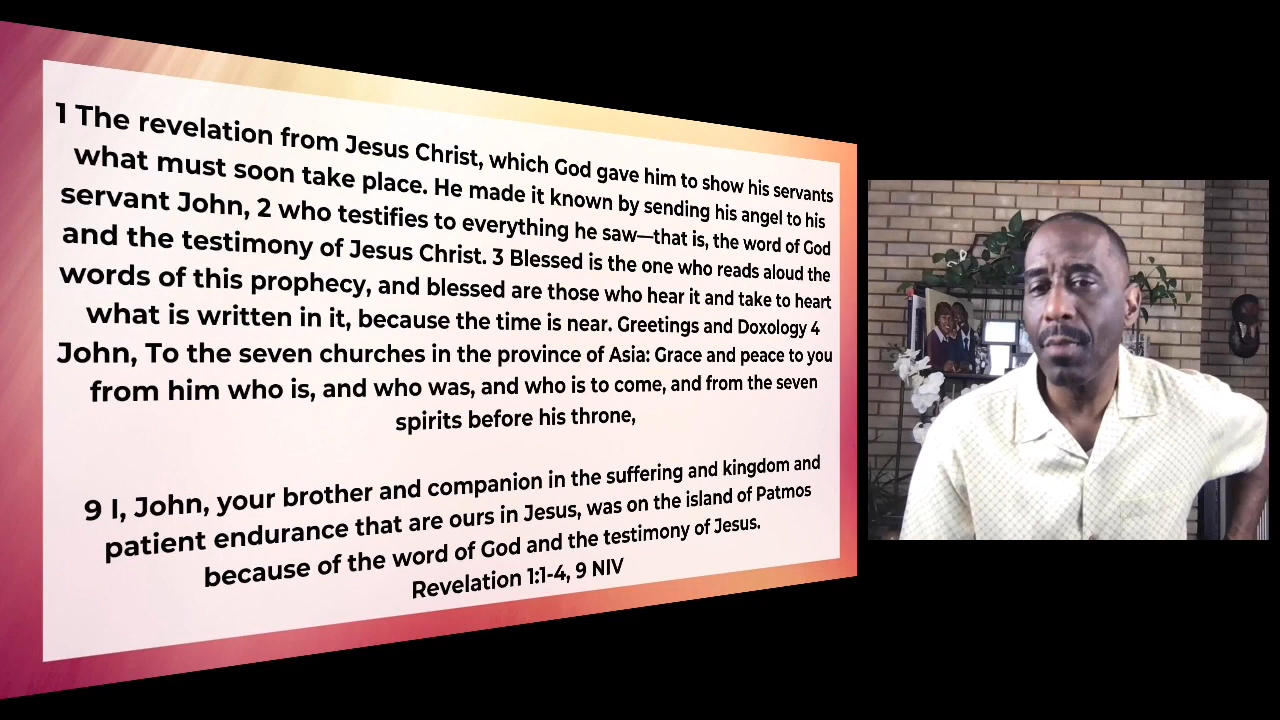 1 The revelation from Jesus Christ, which God gave him to show his servants
what must soon take place. He made it known by sending his angel to his
servant John, 2 who testifies to everything he saw—that is, the word of God
and the testimony of Jesus Christ. 3 Blessed is the one who reads aloud the
words of this prophecy, and blessed are those who hear it and take to heart
what is written in it, because the time is near. Greetings and Doxology 4
John, To the seven churches in the province of Asia: Grace and peace to you
from him who is, and who was, and who is to come, and from the seven
spirits before his throne,
9 I, John, your brother and companion in the suffering and kingdom and
patient endurance that are ours in Jesus, was on the island of Patmos
because of the word of God and the testimony of Jesus.
Revelation 1:1-4, 9 NIV